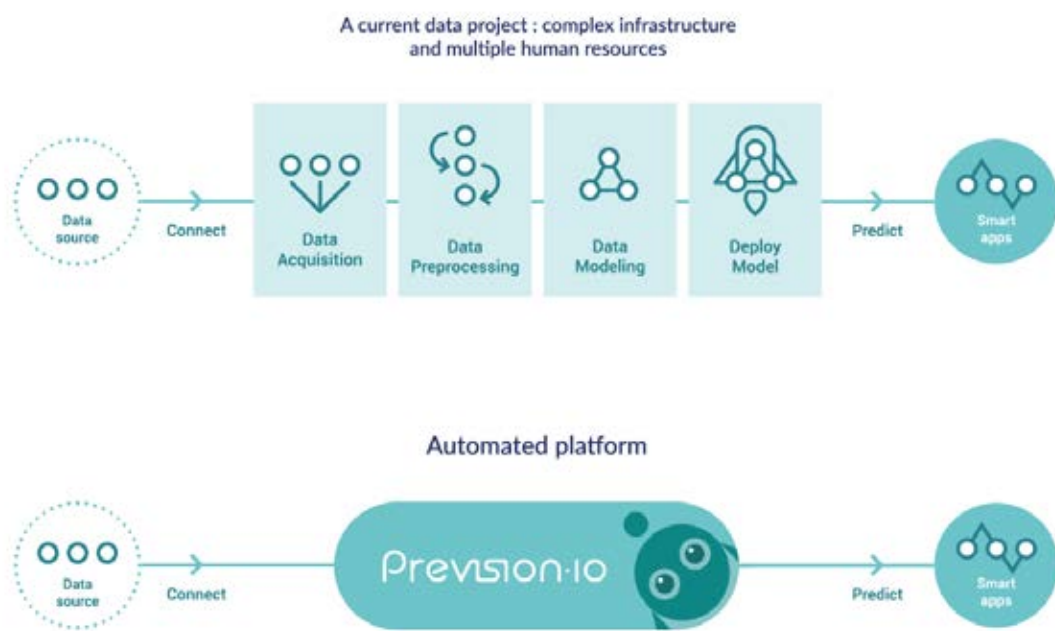 A current data project : complex infrastructure
and multiple human resources
Data
source
Connect
Data
Acquisition
Data
Preprocessing
Data
Modeling
Deploy
Model
Predict
Smart
apps
Automated platform
Data
source
Connect
Prevision·io
Predict
Smart
apps